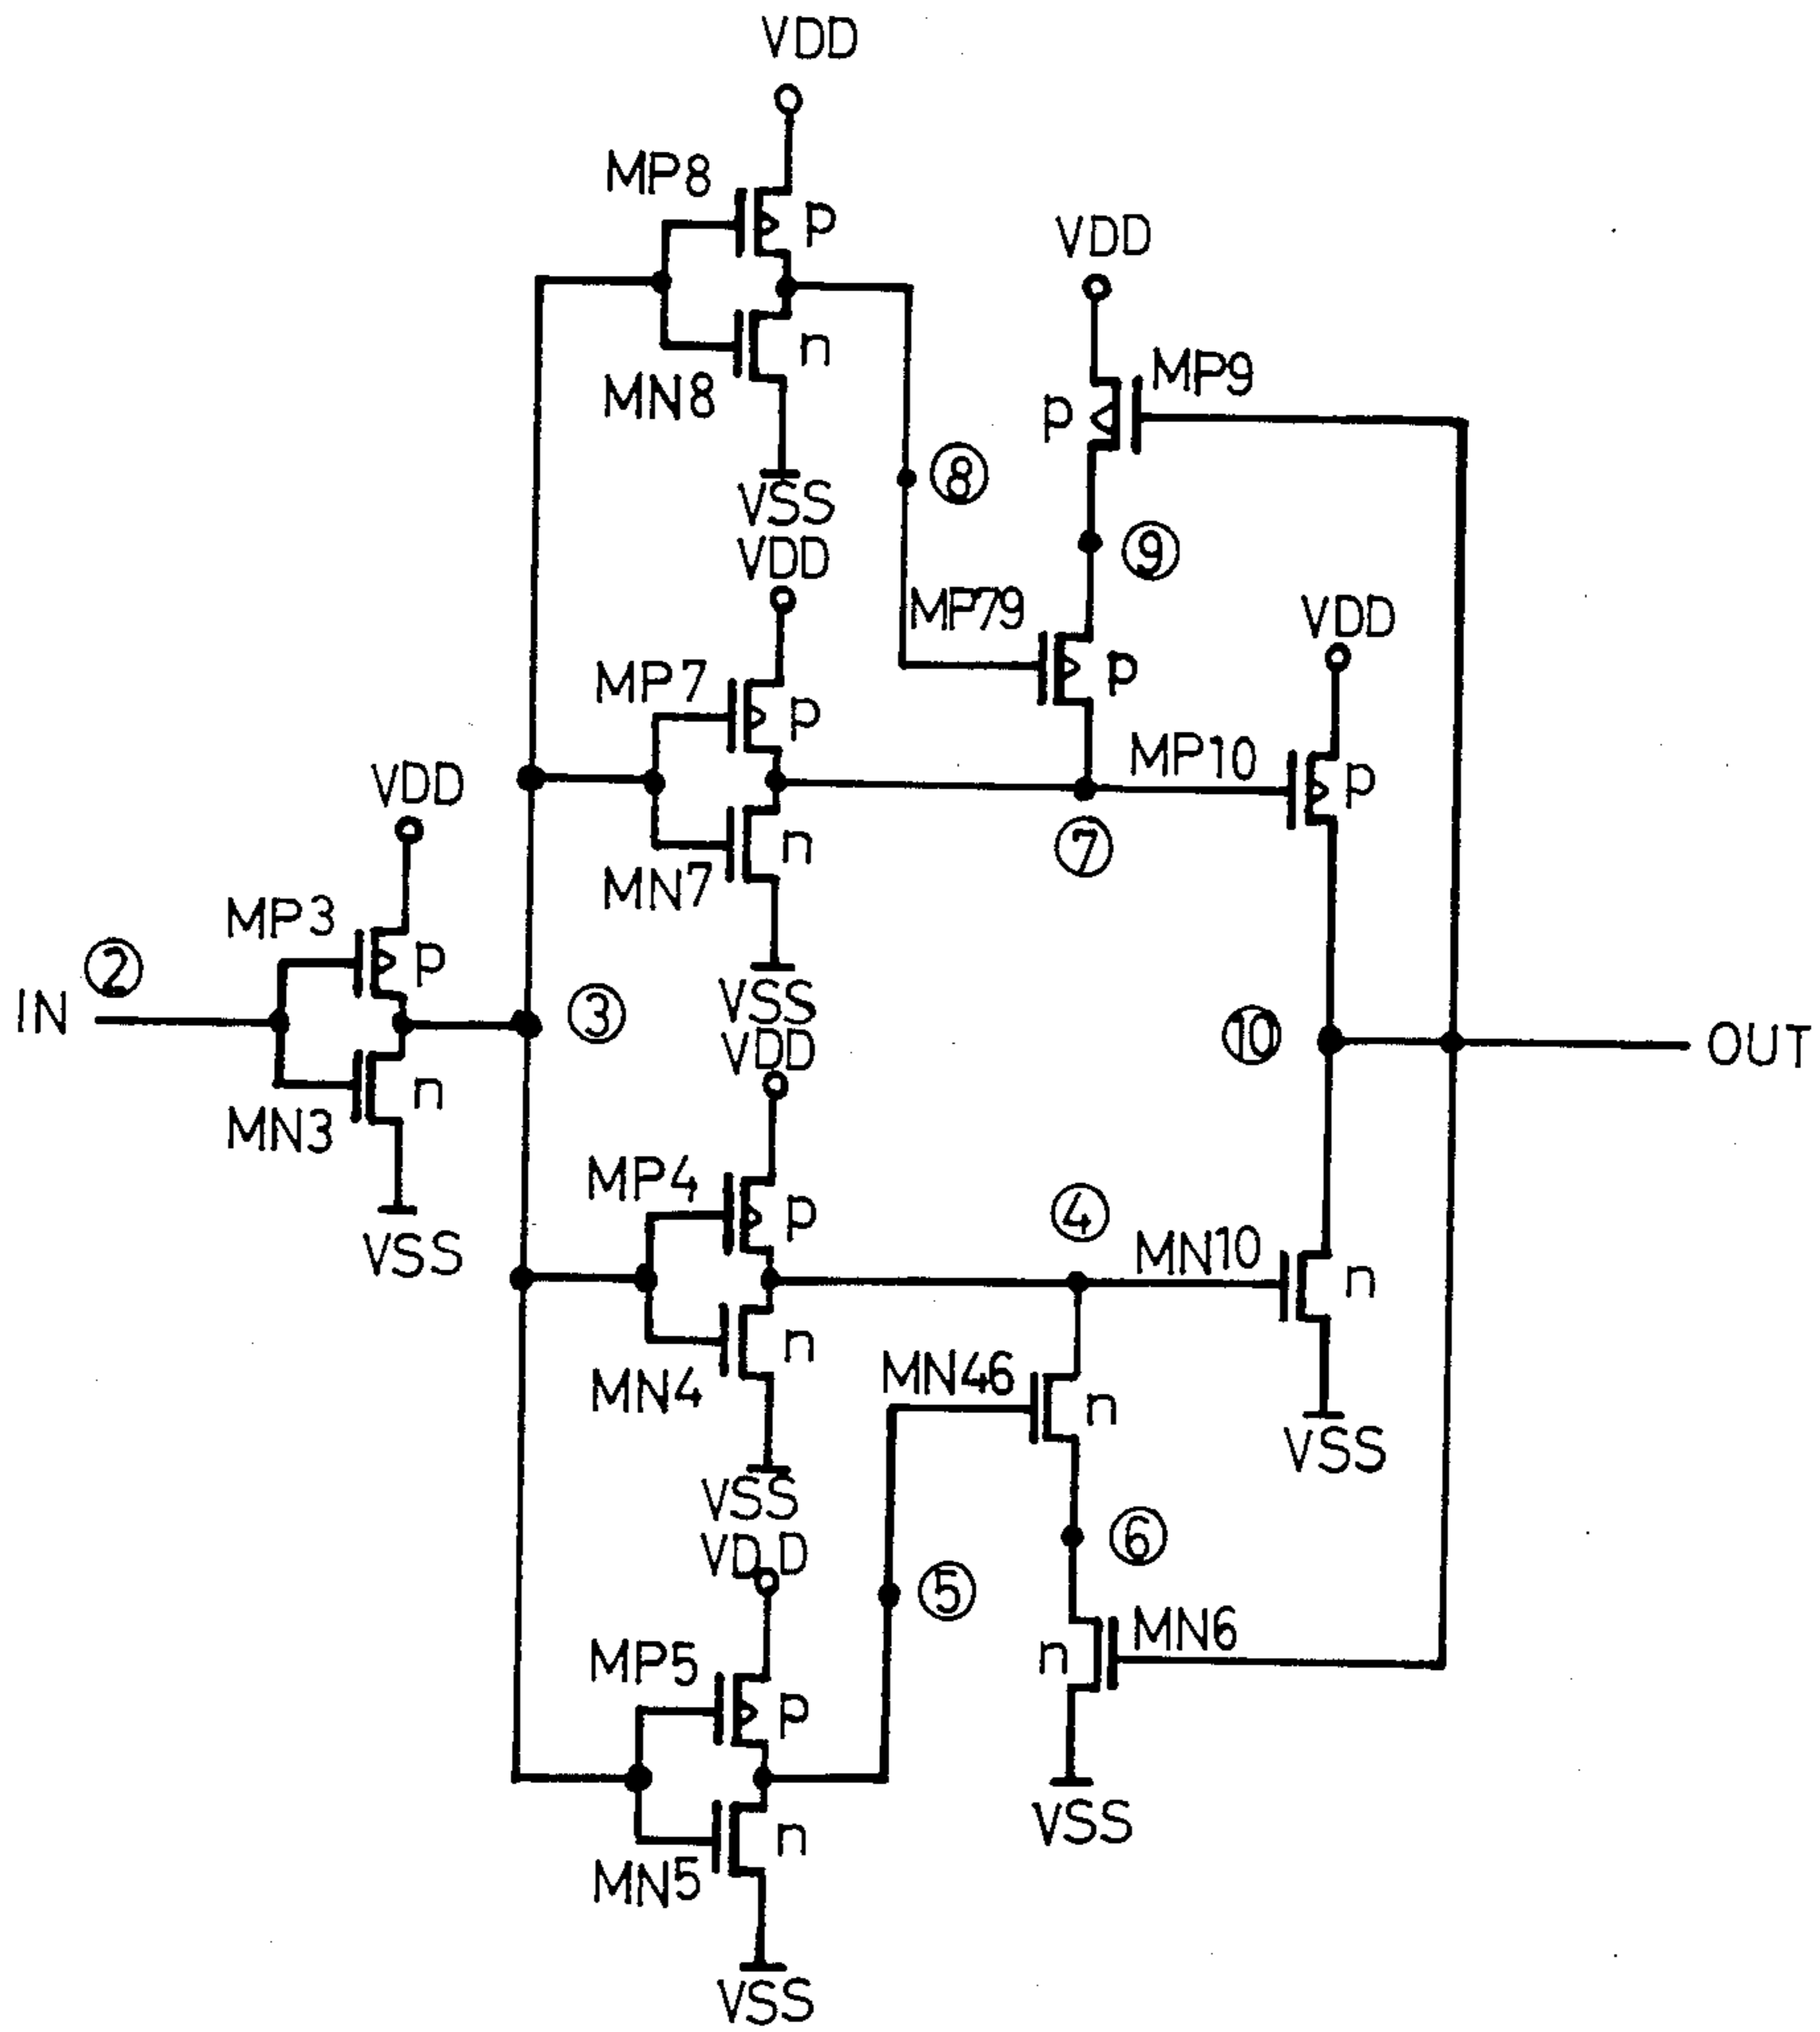 VDD
MP8
p
VDD
n
MP9
MN8
p
⑧
VSS
VDD
⑨
MP79
VDD
p
MP7
p
MP10
p
VDD
n
⑦
MN7
MP3
②
p
IN
③
VSS
VDD
⑩
OUT
n
MN3
MP4
p
④
MN10
VSS
n
n
MN46
MN4
n
VSS
VSS
VDD
⑥
⑤
MP5
MN6
n
p
VSS
n
MN5
VSS